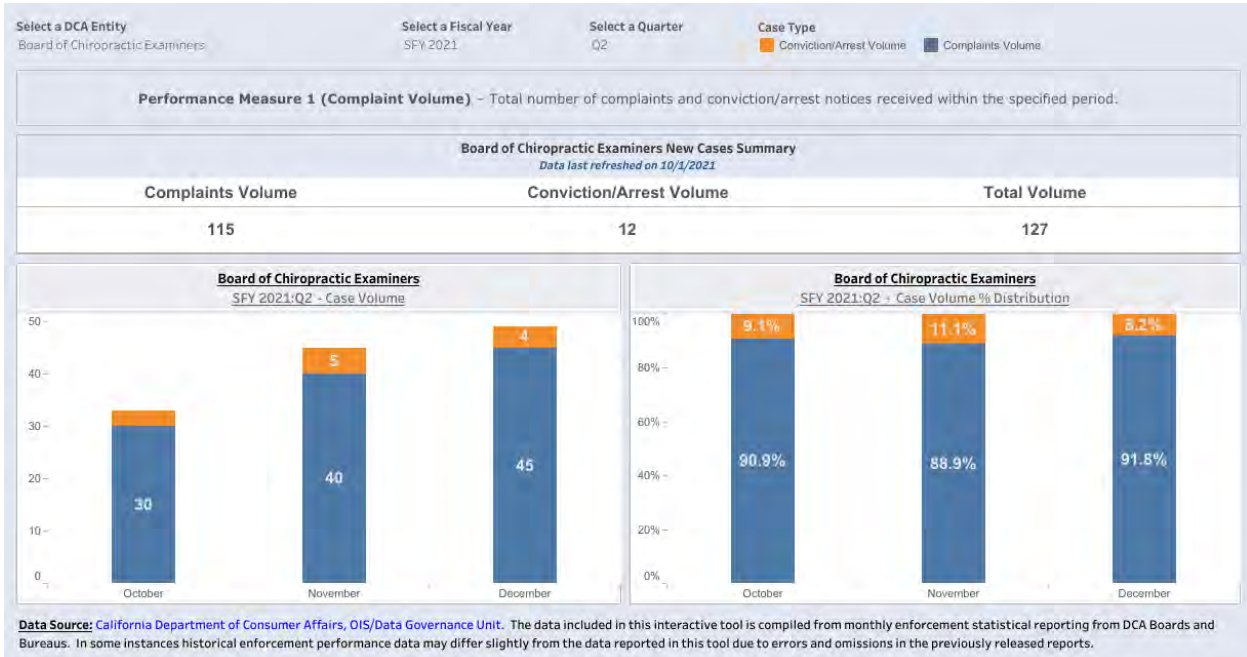 Select a DCA Entity Select a Fiscal Year Select a Quarter Case Type
Board of Chiropractic Examiners SFY 2021 Q2 Conviction/Arrest Volume Complaints Volume
Performance Measure 1 (Complaint Volume) – Total number of complaints and conviction/arrest notices received within the specified period.
Board of Chiropractic Examiners New Cases Summary
Data last refreshed on 10/1/2021
Complaints Volume Conviction/Arrest Volume Total Volume
115 12 127
Board of Chiropractic Examiners
SFY 2021:Q2 - Case Volume
50
40
30
20
10
0
5
4
30
40
45
October November December
Board of Chiropractic Examiners
SFY 2021:Q2 - Case Volume % Distribution
100%
80%
60%
40%
20%
0%
9.1% 11.1% 8.2%
90.9% 88.9% 91.8%
October November December
Data Source: California Department of Consumer Affairs, OIS/Data Governance Unit. The data included in this interactive tool is compiled from monthly enforcement statistical reporting from DCA Boards and
Bureaus. In some instances historical enforcement performance data may differ slightly from the data reported in this tool due to errors and omissions in the previously released reports.